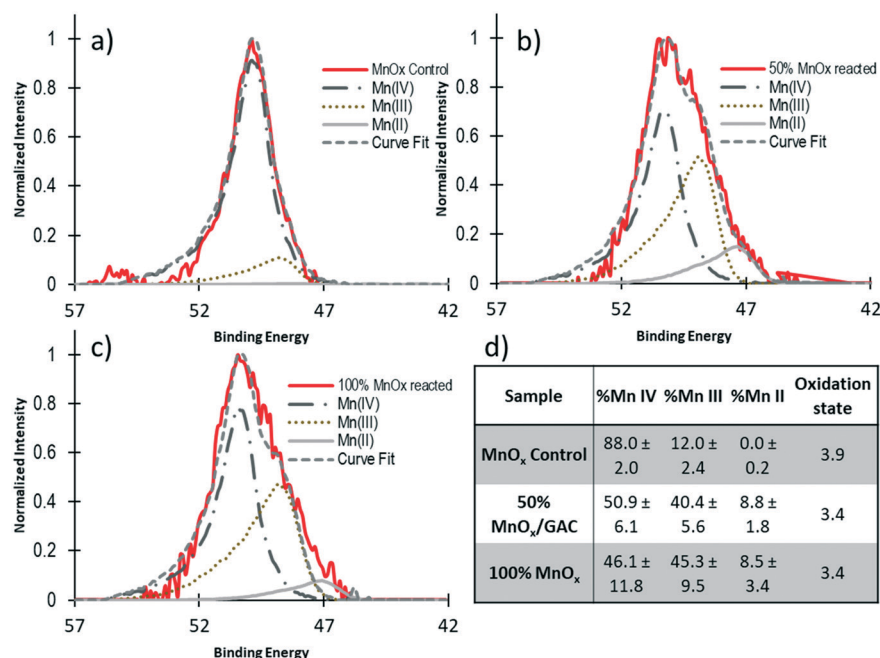 a)
Normalized Intensity
1
0.8
0.6
0.4
0.2
0
57 52 47 42
Binding Energy
MnOx Control
Mn(IV)
Mn(III)
Mn(II)
Curve Fit
b)
Normalized Intensity
1
0.8
0.6
0.4
0.2
0
57 52 47 42
Binding Energy
50% MnOx reacted
Mn(IV)
Mn(III)
Mn(II)
Curve Fit
c)
Normalized Intensity
1
0.8
0.6
0.4
0.2
0
57 52 47 42
Binding Energy
100% MnOx reacted
Mn(IV)
Mn(III)
Mn(II)
Curve Fit
d)
Sample %Mn IV %Mn III %Mn II Oxidation
state
MnₓO Control 88.0 ± 12.0 ± 0.0 ± 3.9
2.0 2.4 0.2
50% 50.9 ± 40.4 ± 8.8 ± 3.4
MnOₓ/GAC 6.1 5.6 1.8
100% MnOₓ 46.1 ± 45.3 ± 8.5 ± 3.4
11.8 9.5 3.4